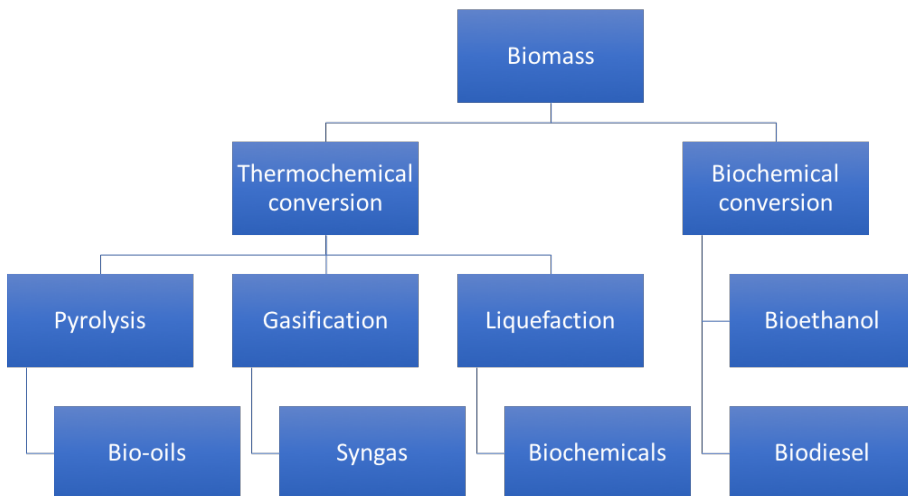 Biomass
Thermochemical
conversion
Biochemical
conversion
Pyrolysis
Gasification
Liquefaction
Bioethanol
Bio-oils
Syngas
Biochemicals
Biodiesel